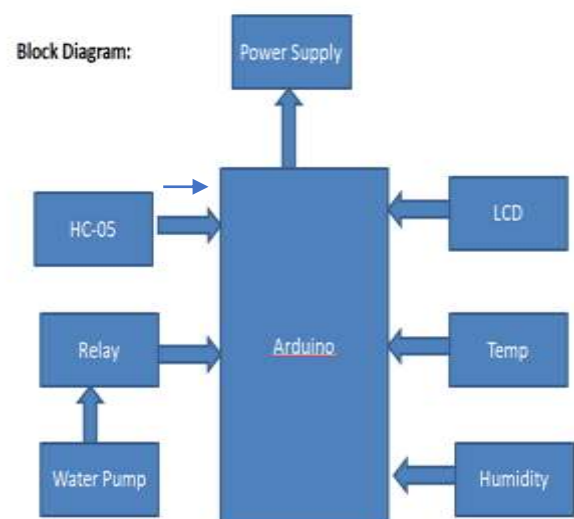 Block Diagram:
Power Supply
HC-05
LCD
Relay
Arduino
Temp
Water Pump
Humidity